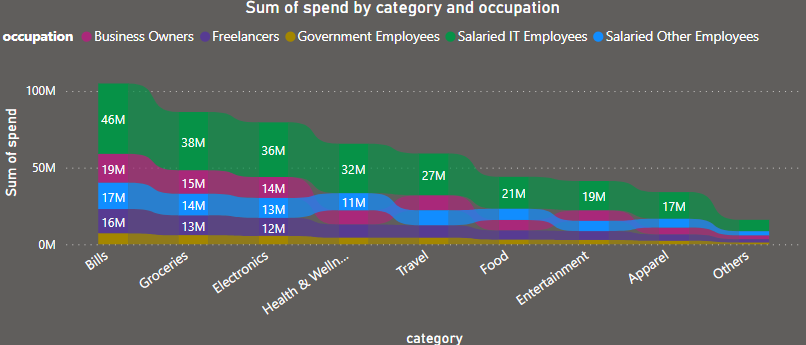 Sum of spend by category and occupation
occupation Business Owners Freelancers Government Employees Salaried IT Employees Salaried Other Employees
Sum of spend
100M
50M
0M
46M 38M 36M 32M 27M 21M 19M 17M
19M 15M 14M
17M 14M 13M 11M
16M 13M 12M
Bills Groceries Electronics Health & Welln... Travel Food Entertainment Apparel Others
category